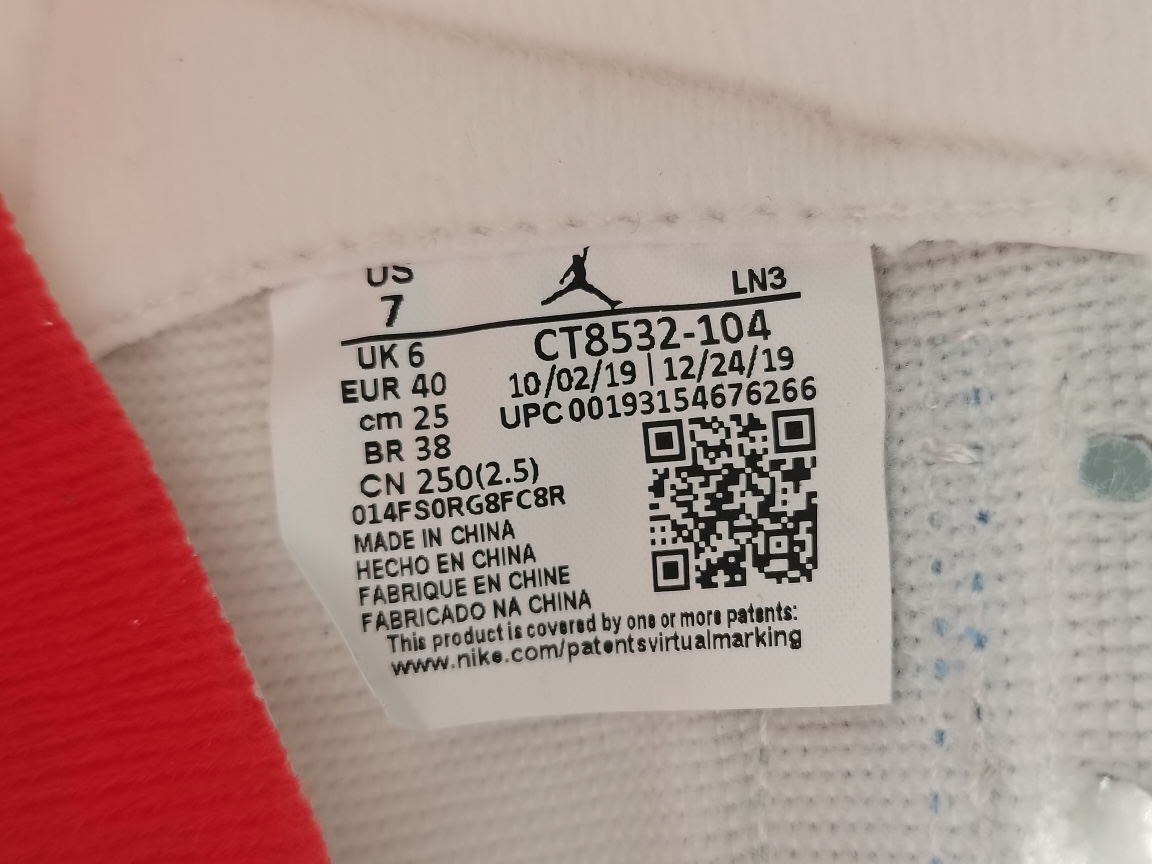 US
7
LN3
UK 6
EUR 40
cm 25
BR 38
CN 250(2.5)
CT8532-104
10/02/19 | 12/24/19
UPC 00193154676266
014FS0RG8FC8R
MADE IN CHINA
HECHO EN CHINA
FABRIQUE EN CHINE
FABRICADO NA CHINA
This product is covered by one or more patents:
www.nike.com/patentsvirtualmarking